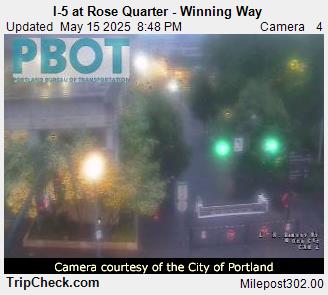 I-5 at Rose Quarter - Winning Way
Updated May 15 2025 8:48 PM Camera 4
PBOT
PORTLAND BUREAU OF TRANSPORTATION
Camera courtesy of the City of Portland
TripCheck.com Milepost302.00